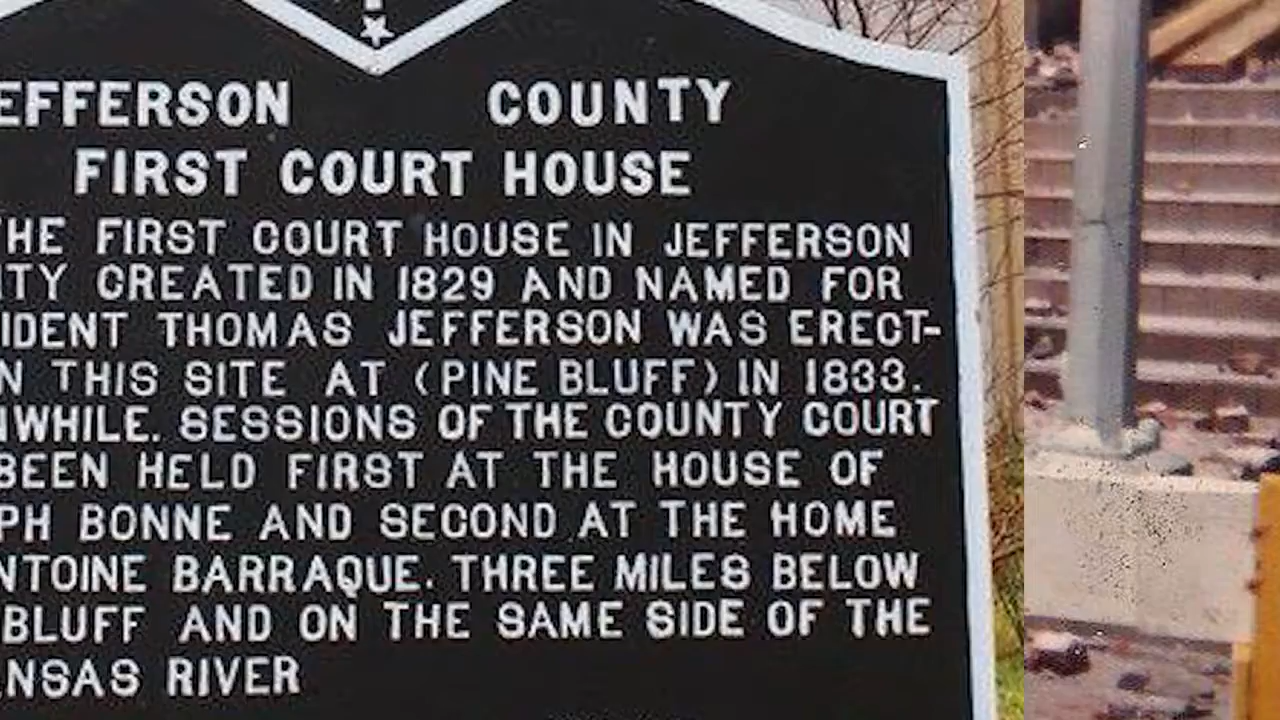 EFFERSON COUNTY
FIRST COURT HOUSE
HE FIRST COURT HOUSE IN JEFFERSON
TY CREATED IN 1829 AND NAMED FOR
IDENT THOMAS JEFFERSON WAS ERECT-
N THIS SITE AT (PINE BLUFF) IN 1833.
NWHILE. SESSIONS OF THE COUNTY COURT
BEEN HELD FIRST AT THE HOUSE OF
PH BONNE AND SECOND AT THE HOME
NTOINE BARRAQUE. THREE MILES BELOW
BLUFF AND ON THE SAME SIDE OF THE
NSAS RIVER